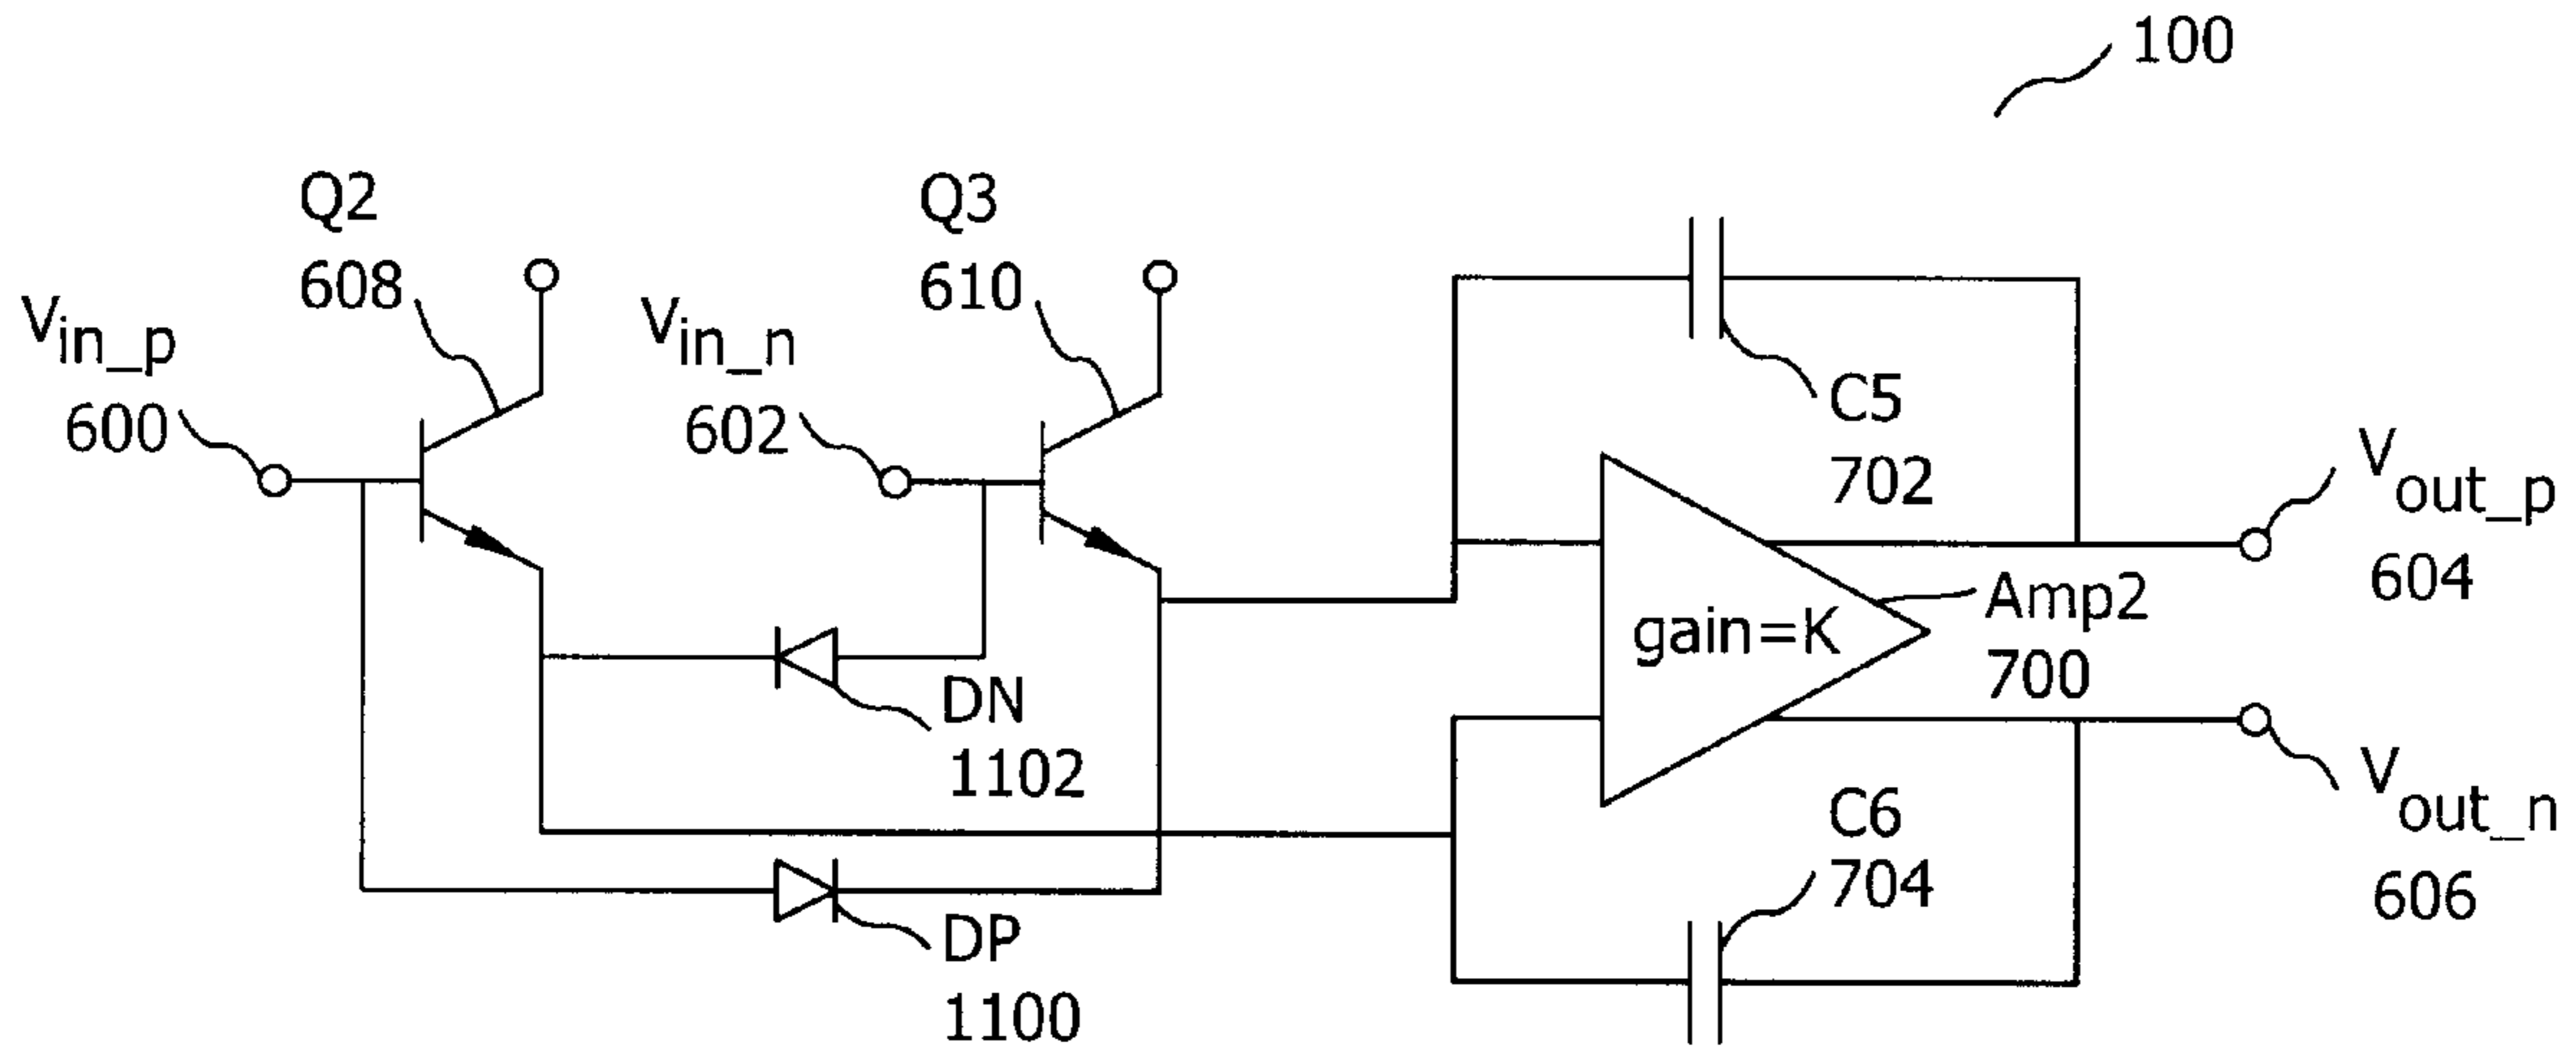 100
Q2
608
Q3
610
Vin_p
600
Vin_n
602
C5
702
Vout_p
604
gain=K
Amp2
700
DN
1102
Vout_n
606
C6
704
DP
1100